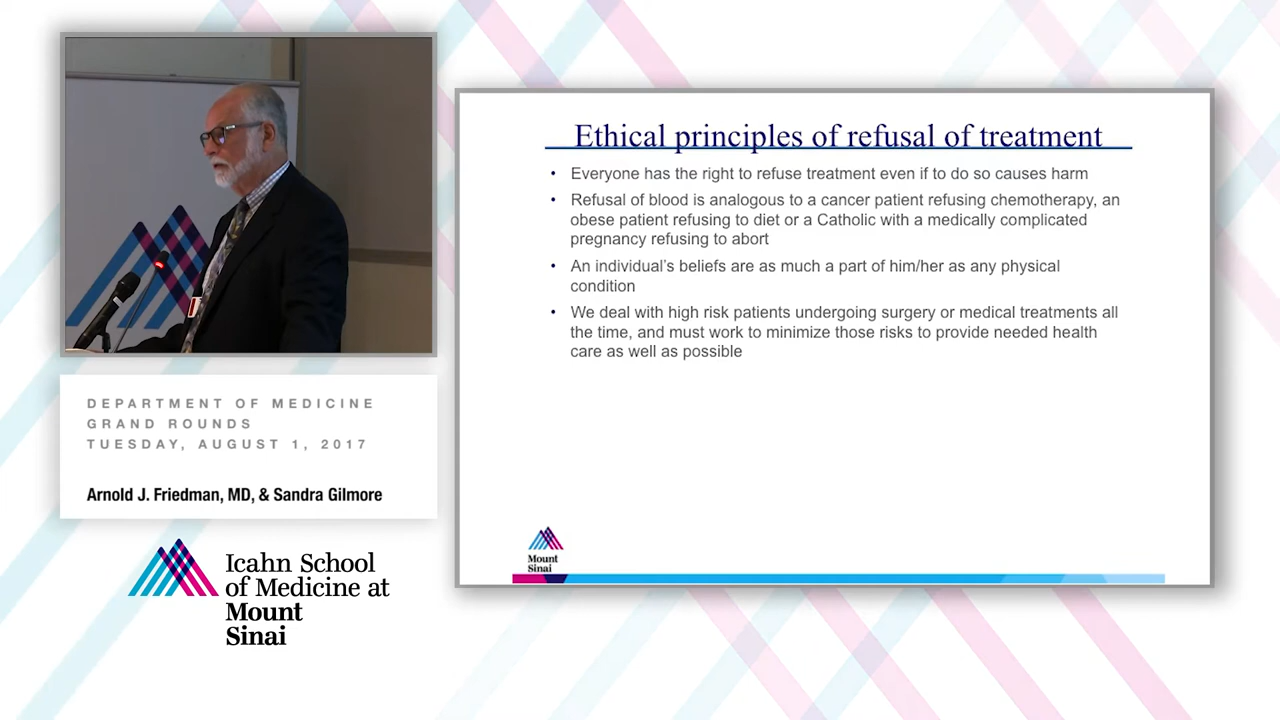 DEPARTMENT OF MEDICINE
GRAND ROUNDS
TUESDAY, AUGUST 1, 2017
Arnold J. Friedman, MD, & Sandra Gilmore
Icahn School
of Medicine at
Mount
Sinai
Ethical principles of refusal of treatment
• Everyone has the right to refuse treatment even if to do so causes harm
• Refusal of blood is analogous to a cancer patient refusing chemotherapy, an
obese patient refusing to diet or a Catholic with a medically complicated
pregnancy refusing to abort
• An individual's beliefs are as much a part of him/her as any physical
condition
• We deal with high risk patients undergoing surgery or medical treatments all
the time, and must work to minimize those risks to provide needed health
care as well as possible
Mount
Sinai